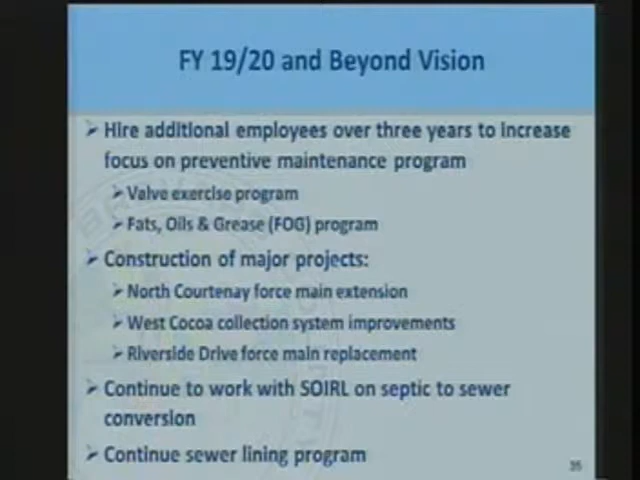 FY 19/20 and Beyond Vision
➢ Hire additional employees over three years to increase
focus on preventive maintenance program
➢ Valve exercise program
➢ Fats, Oils & Grease (FOG) program
➢ Construction of major projects:
➢ North Courtenay force main extension
➢ West Cocoa collection system improvements
➢ Riverside Drive force main replacement
➢ Continue to work with SOIRL on septic to sewer
conversion
➢ Continue sewer lining program
35